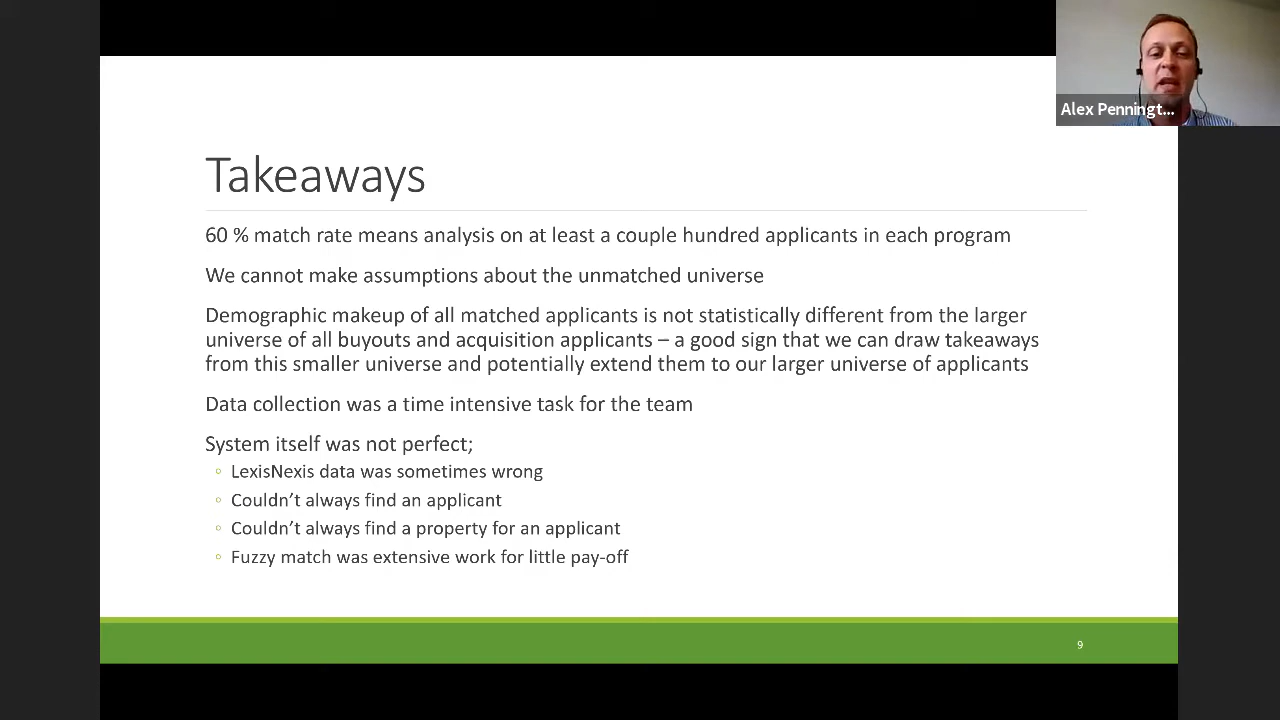 Alex Penningt...
Takeaways
60 % match rate means analysis on at least a couple hundred applicants in each program
We cannot make assumptions about the unmatched universe
Demographic makeup of all matched applicants is not statistically different from the larger
universe of all buyouts and acquisition applicants – a good sign that we can draw takeaways
from this smaller universe and potentially extend them to our larger universe of applicants
Data collection was a time intensive task for the team
System itself was not perfect;
◦ LexisNexis data was sometimes wrong
◦ Couldn’t always find an applicant
◦ Couldn’t always find a property for an applicant
◦ Fuzzy match was extensive work for little pay-off
9